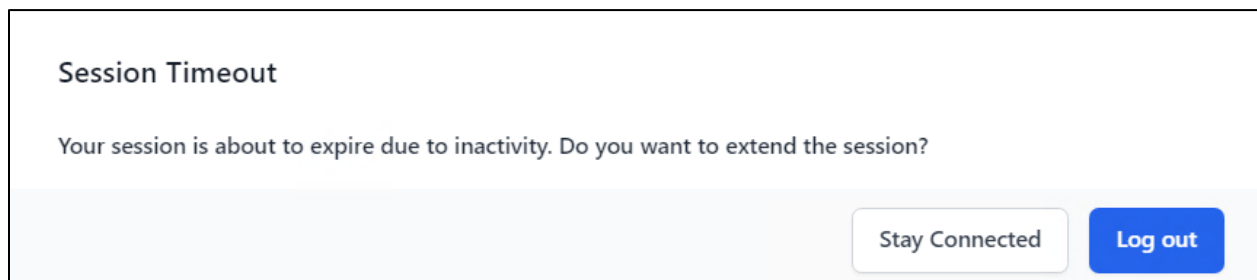 Session Timeout
Your session is about to expire due to inactivity. Do you want to extend the session?
Stay Connected
Log out